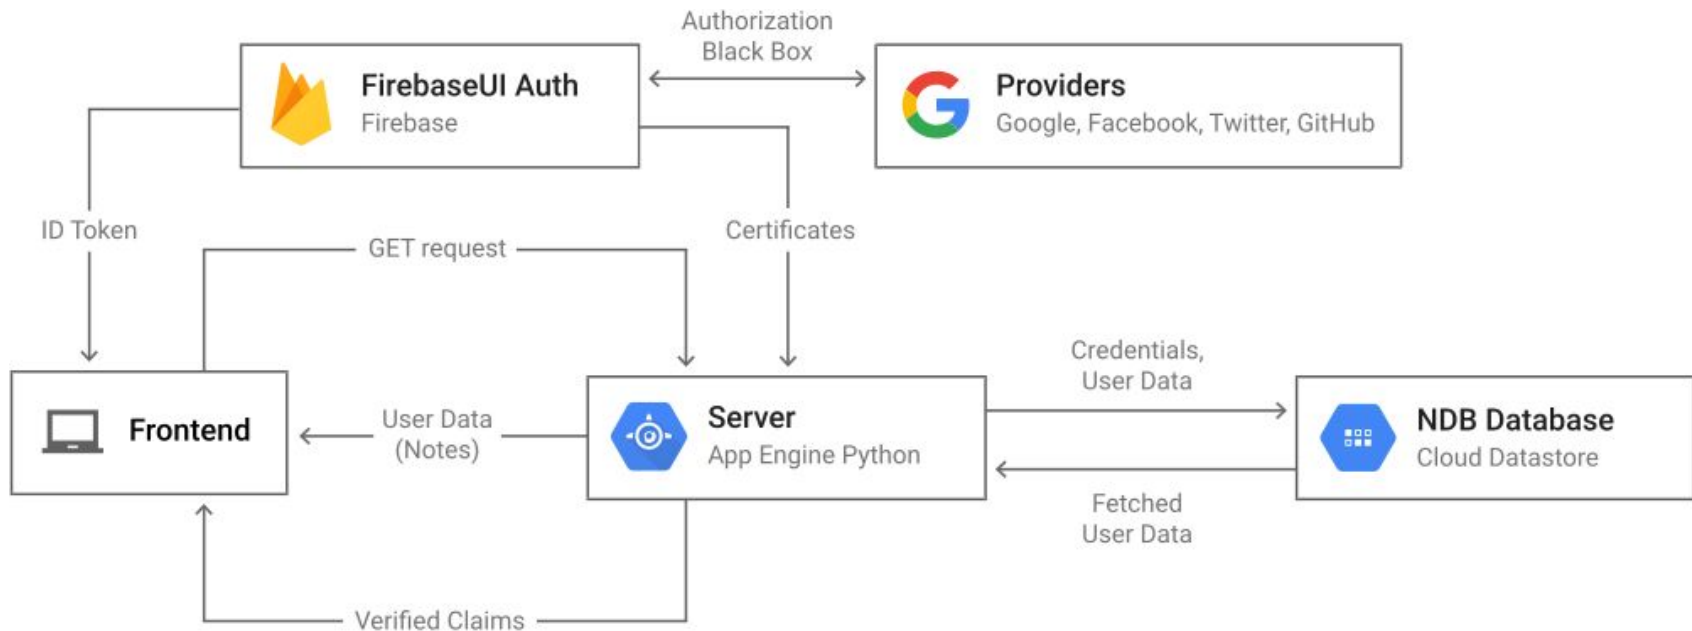 Authorization
Black Box
FirebaseUI Auth
Firebase
Providers
Google, Facebook, Twitter, GitHub
ID Token
Certificates
GET request
Credentials,
User Data
Frontend
User Data
(Notes)
Server
App Engine Python
NDB Database
Cloud Datastore
Fetched
User Data
Verified Claims